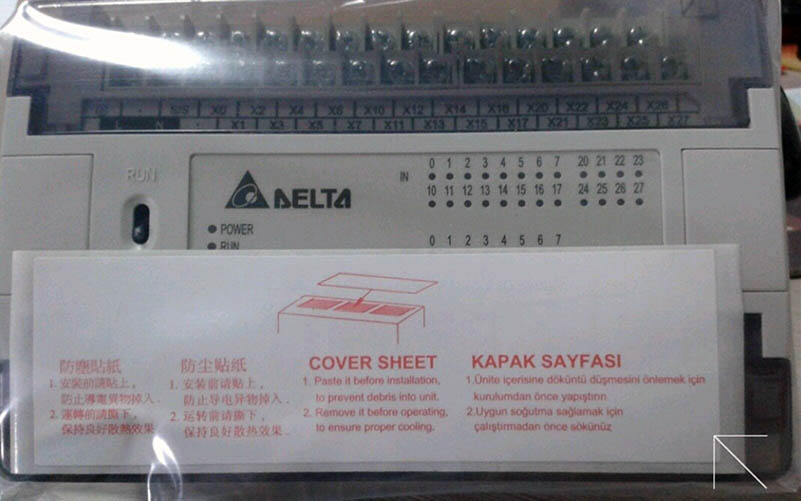 S/S X0 X2 X4 X6 X10 X12 X14 X16 X20 X22 X24 X26
L N X1 X3 X5 X7 X11 X13 X15 X17 X21 X23 X25 X27
RUN
DELTA
IN 0 1 2 3 4 5 6 7 20 21 22 23
10 11 12 13 14 15 16 17 24 25 26 27
POWER
RUN
0 1 2 3 4 5 6 7
防塵貼紙
1. 安裝前請貼上，
防止導電異物掉入．
2. 運轉前請撕下，
保持良好散熱效果．
防尘贴纸
1. 安装前请贴上，
防止导电异物掉入．
2. 运转前请撕下，
保持良好散热效果．
COVER SHEET
1. Paste it before installation,
to prevent debris into unit.
2. Remove it before operating,
to ensure proper cooling.
KAPAK SAYFASI
1.Ünite içerisine döküntü düşmesini önlemek için
kurulumdan önce yapıştırın
2.Uygun soğutma sağlamak için
çalıştırmadan önce sökünüz